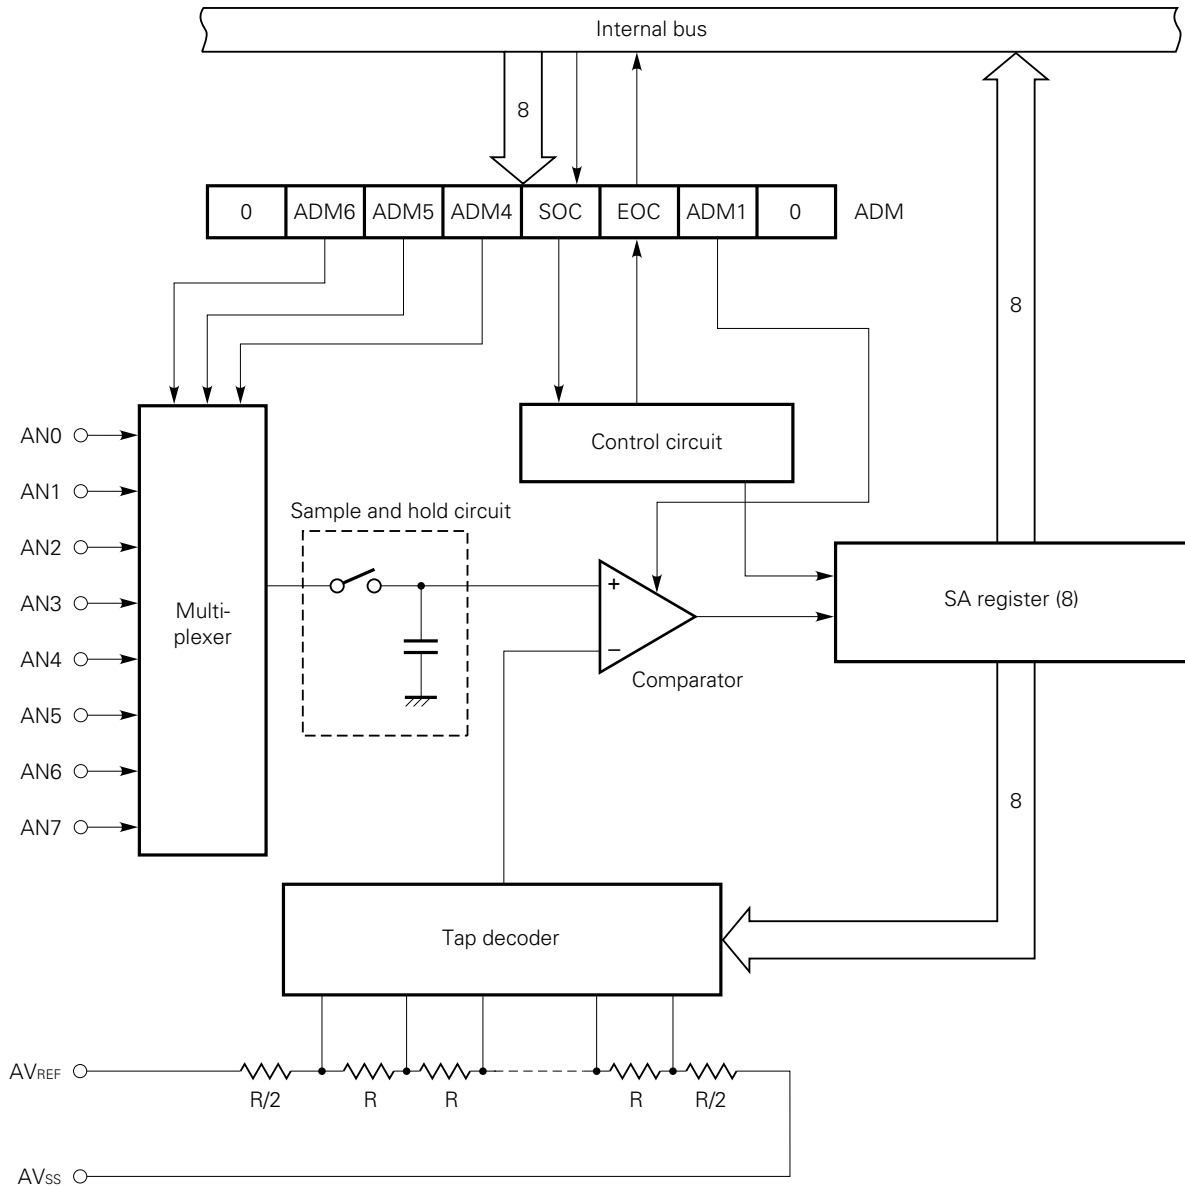 Internal bus
8
0 ADM6 ADM5 ADM4 SOC EOC ADM1 0 ADM
8
AN0
Control circuit
AN1
Sample and hold circuit
AN2
+
AN3
SA register (8)
Multi-
plexer
AN4
−
Comparator
AN5
AN6
8
AN7
Tap decoder
AVREF
R/2 R R R R/2
AVSS